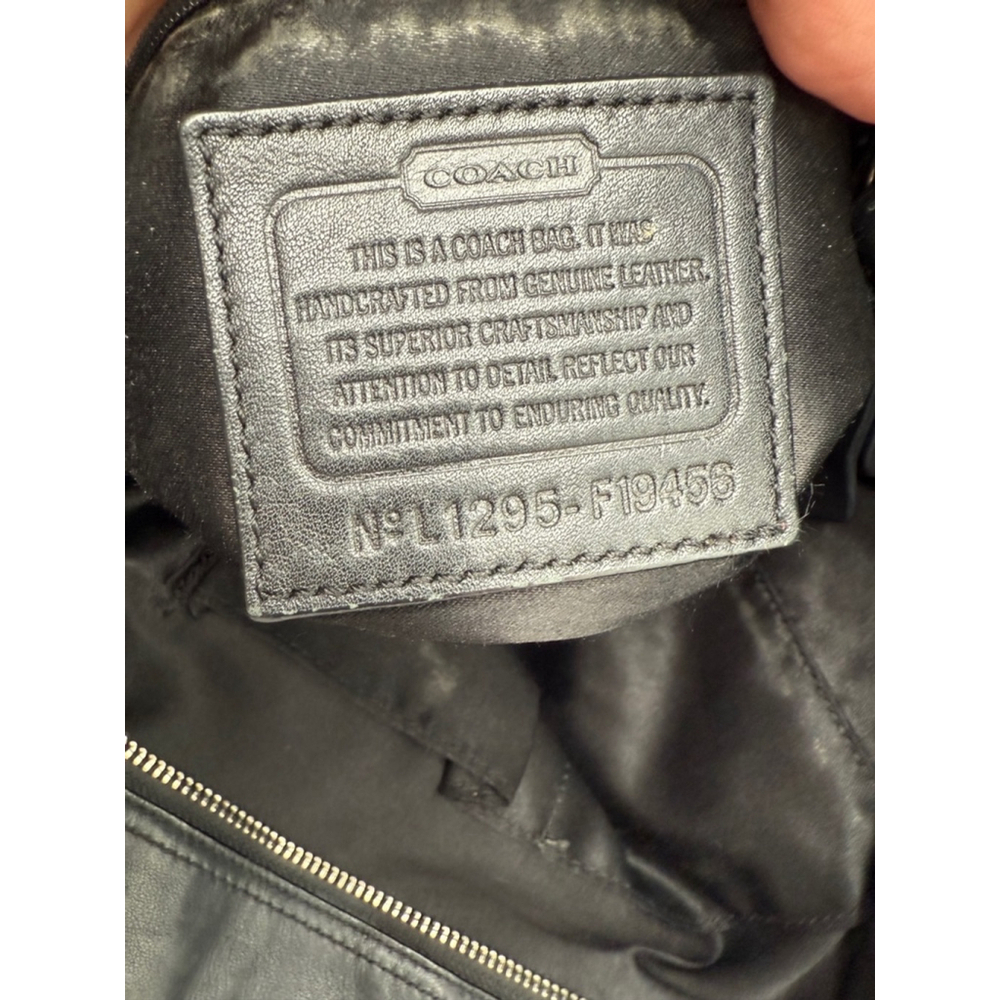 COACH
THIS IS A COACH BAG. IT WAS
HANDCRAFTED FROM GENUINE LEATHER.
ITS SUPERIOR CRAFTSMANSHIP AND
ATTENTION TO DETAIL REFLECT OUR
COMMITMENT TO ENDURING QUALITY.
Nº L1295-F19456